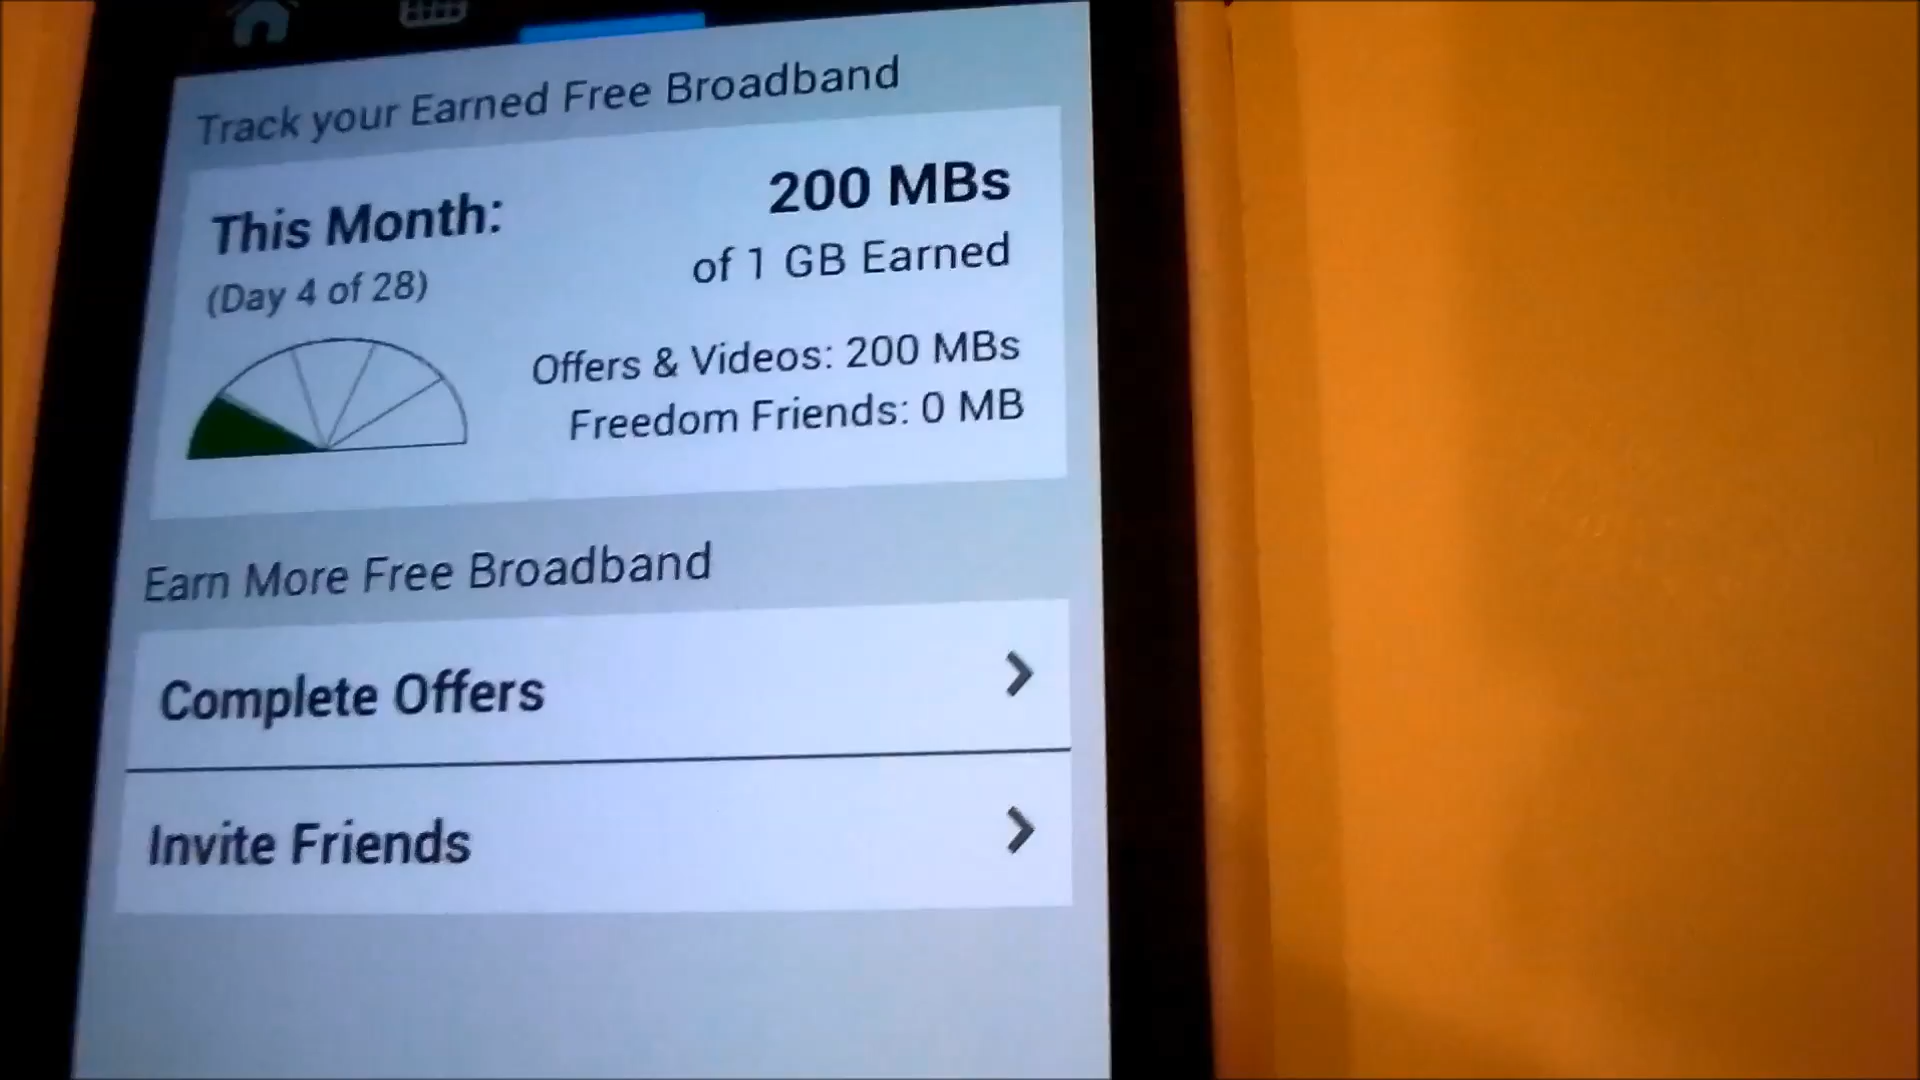 Track your Earned Free Broadband
This Month:
200 MBs
(Day 4 of 28)
of 1 GB Earned
Offers & Videos: 200 MBs
Freedom Friends: 0 MB
Earn More Free Broadband
Complete Offers
Invite Friends